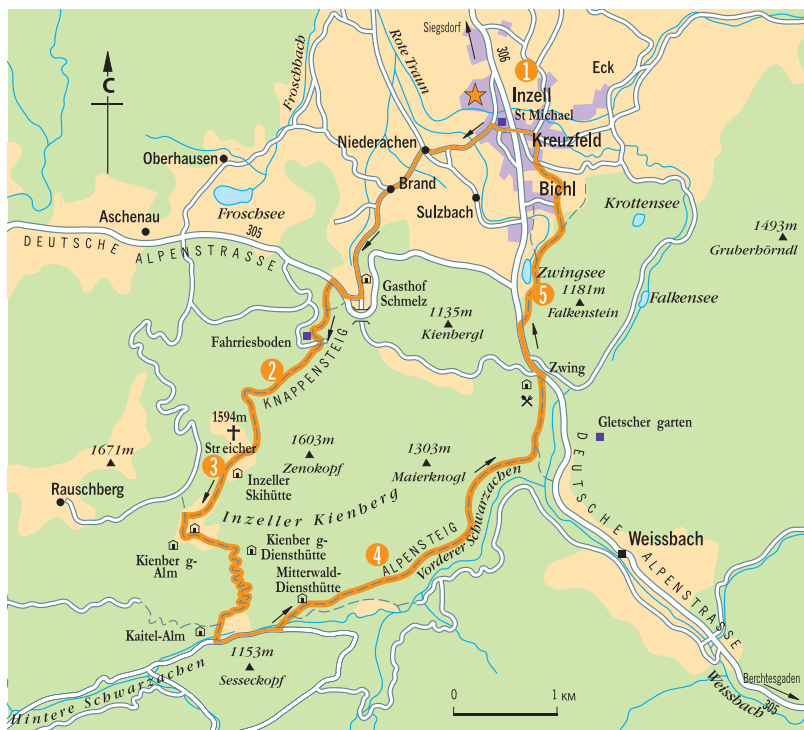 Siegsdorf
306
Rote Traun
Froschbach
С
1
Eck
Inzell
St Michael
Kreuzfeld
Niederachen
Oberhausen
Brand
Bichl
Sulzbach
Froschsee
Krottensee
Aschenau
305
1493m
Gruberhörndl
DEUTSCHE ALPENSTRASSE
Zwingsee
5
1181m
Falkenstein
Falkensee
Gasthof
Schmelz
1135m
Kienbergl
Fahrriesboden
Zwing
2
KNAPPENSTEIG
1594m
Streicher
1603m
Zenokopf
1303m
Maierknogl
Gletscher garten
1671m
Rauschberg
3
Inzeller
Skihütte
Inzeller Kienberg
Kienber g-
Alm
Kienber g-
Diensthütte
4
ALPENSTEIG
Vorderer Schwarzachen
Mitterwald-
Diensthütte
DEUTSCHE ALPENSTRASSE
Weissbach
Kaitel-Alm
1153m
Sesseckopf
Hintere Schwarzachen
Berchtesgaden
305
Weissbach
0
1
KM